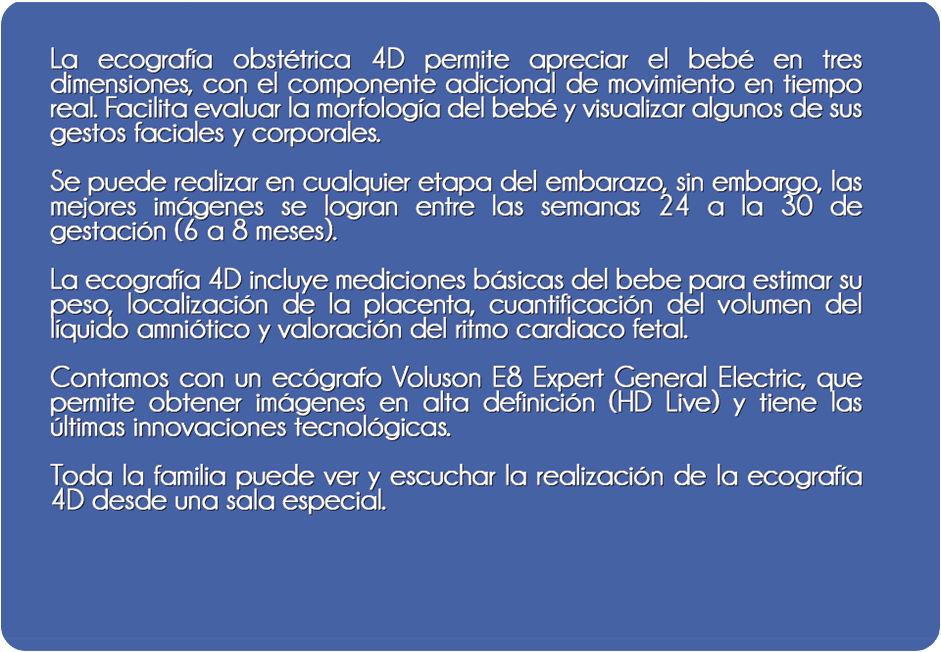 La ecografía obstétrica 4D permite apreciar el bebé en tres
dimensiones, con el componente adicional de movimiento en tiempo
real. Facilita evaluar la morfología del bebé y visualizar algunos de sus
gestos faciales y corporales.
Se puede realizar en cualquier etapa del embarazo, sin embargo, las
mejores imágenes se logran entre las semanas 24 a la 30 de
gestación (6 a 8 meses).
La ecografía 4D incluye mediciones básicas del bebe para estimar su
peso, localización de la placenta, cuantificación del volumen del
líquido amniótico y valoración del ritmo cardiaco fetal.
Contamos con un ecógrafo Voluson E8 Expert General Electric, que
permite obtener imágenes en alta definición (HD Live) y tiene las
últimas innovaciones tecnológicas.
Toda la familia puede ver y escuchar la realización de la ecografía
4D desde una sala especial.